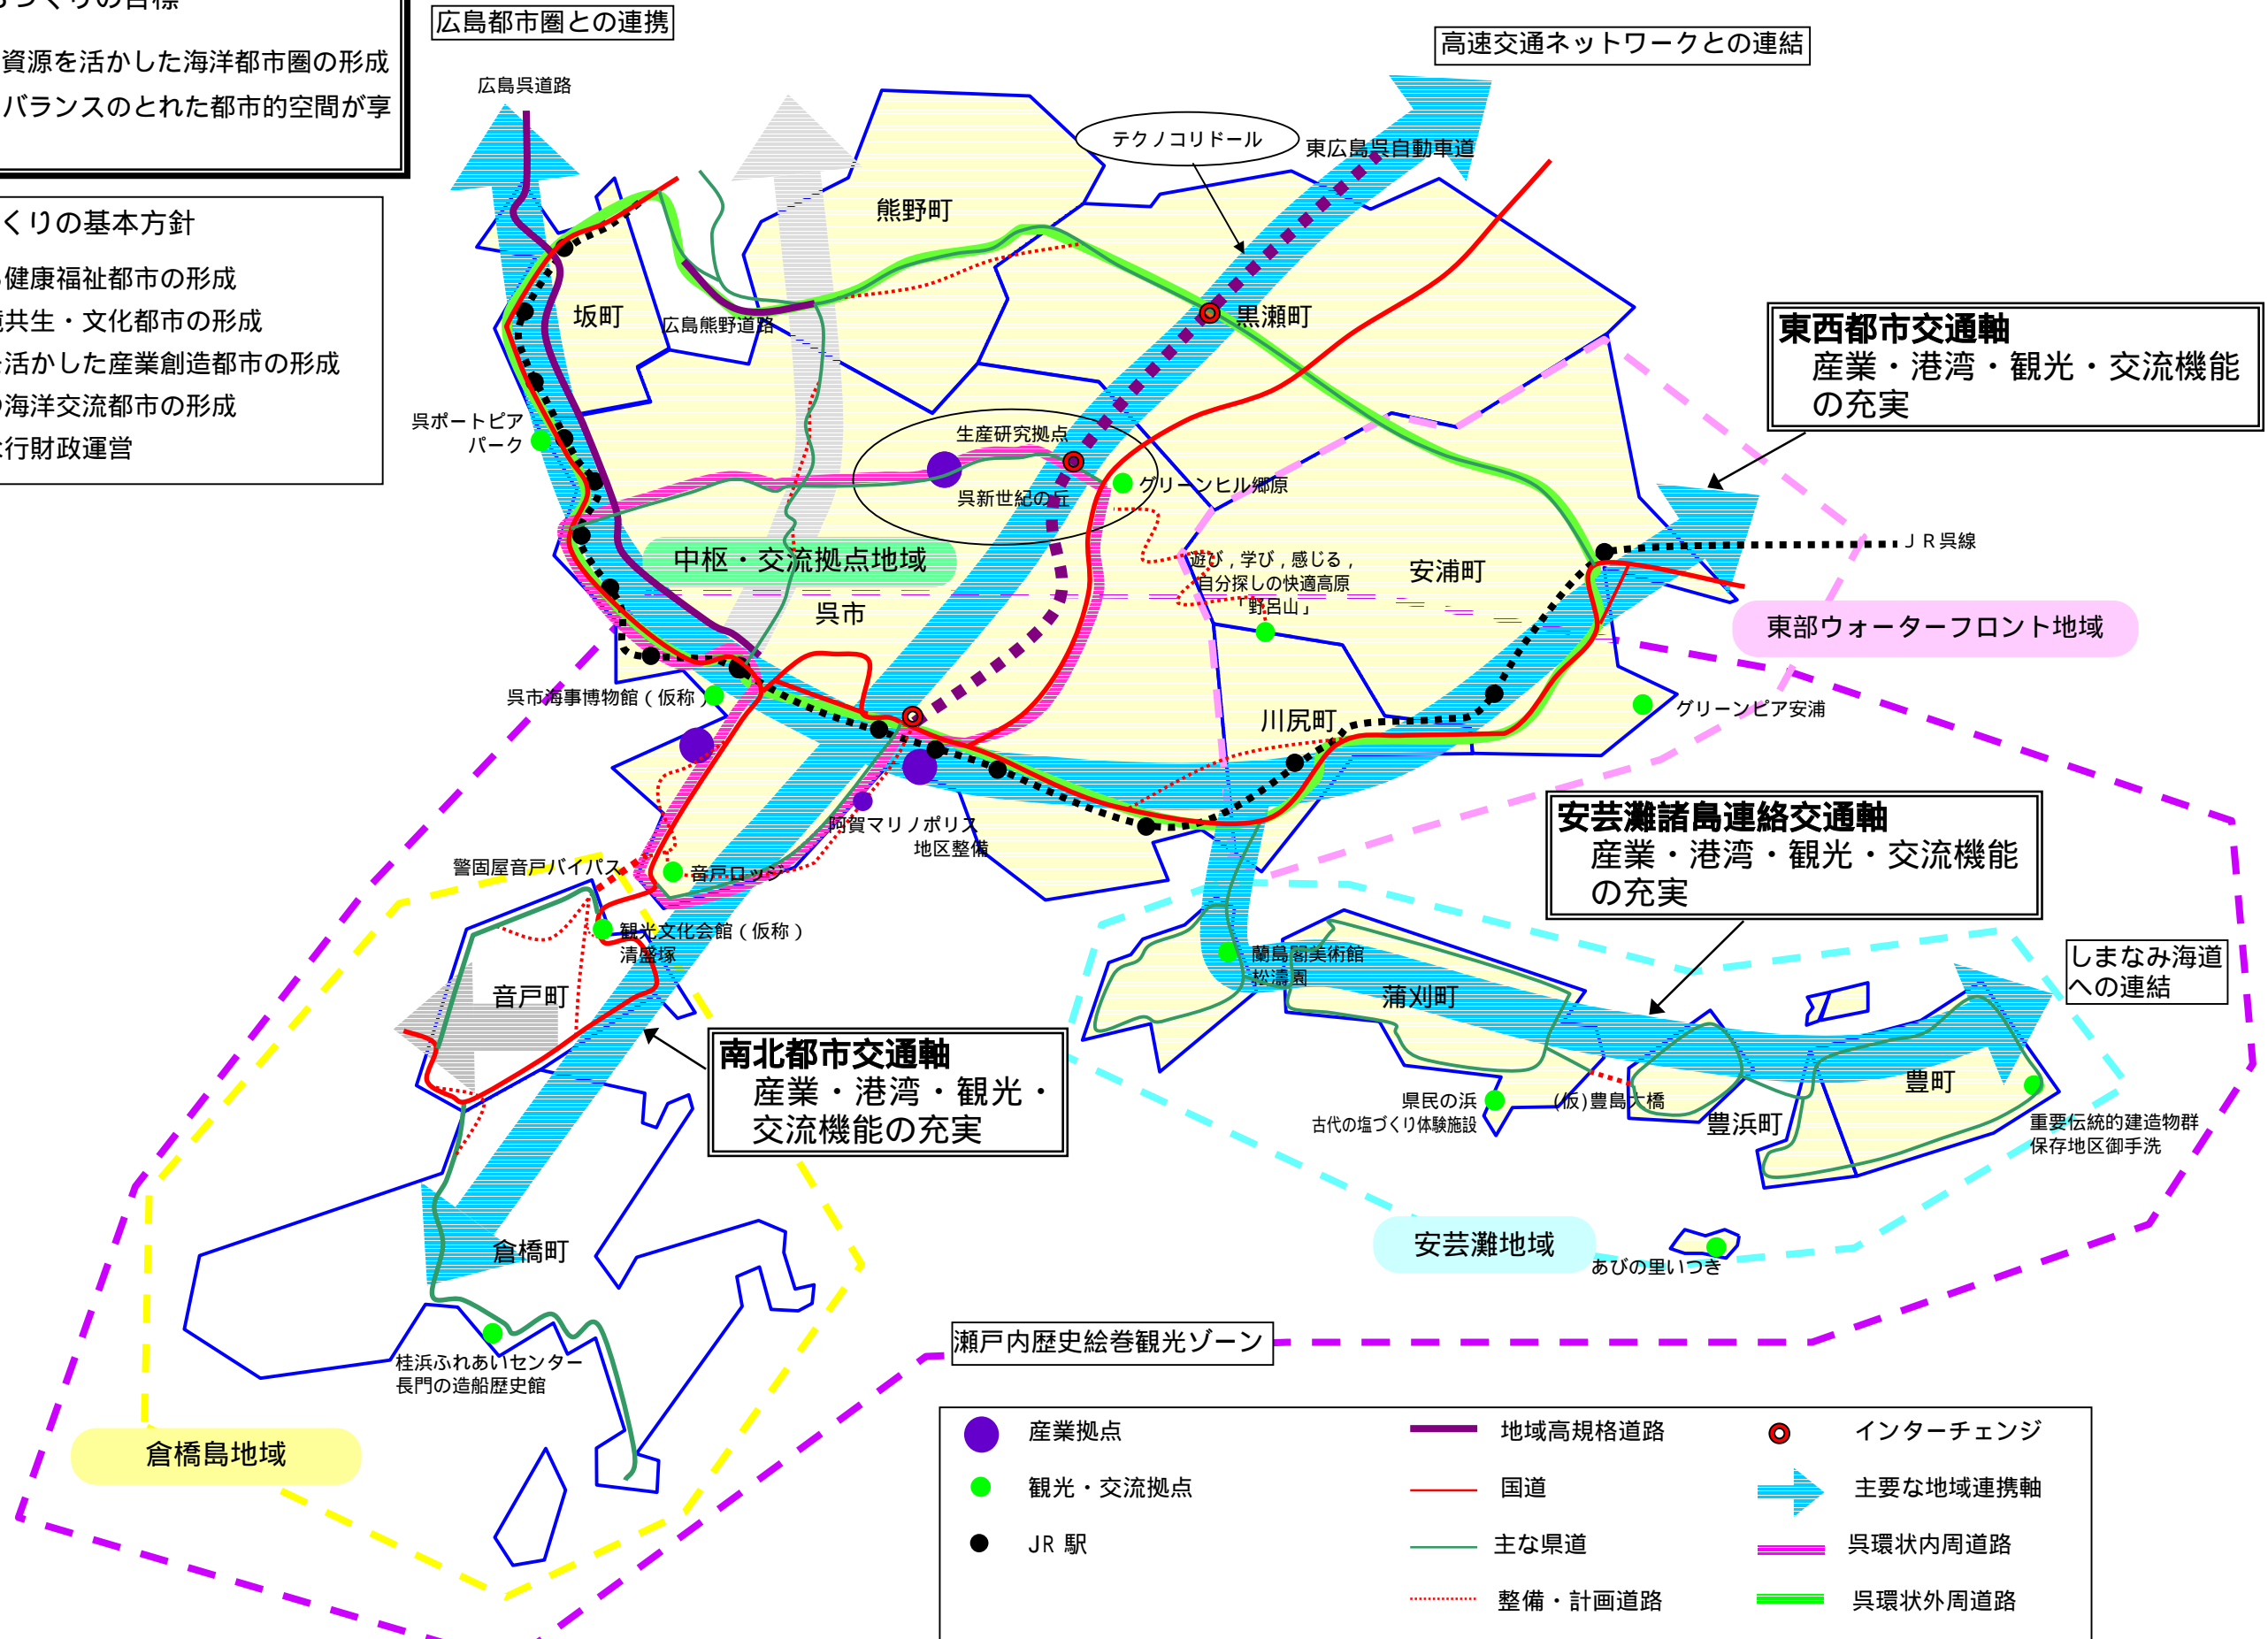 づくりの目標
資源を活かした海洋都市圏の形成
バランスのとれた都市的空間が享
くりの基本方針
健康福祉都市の形成
共生・文化都市の形成
活かした産業創造都市の形成
海洋交流都市の形成
行財政運営
広島都市圏との連携
高速交通ネットワークとの連結
広島呉道路
テクノコリドール
東広島呉自動車道
熊野町
坂町
広島熊野道路
黒瀬町
東西都市交通軸
産業・港湾・観光・交流機能
の充実
呉ポートピア
パーク
生産研究拠点
呉新世紀の丘
グリーンヒル郷原
中枢・交流拠点地域
呉市
遊び，学び，感じる，
自分探しの快適高原
「野呂山」
安浦町
ＪＲ呉線
東部ウォーターフロント地域
呉市海事博物館（仮称）
川尻町
グリーンピア安浦
阿賀マリノポリス
地区整備
安芸灘諸島連絡交通軸
産業・港湾・観光・交流機能
の充実
警固屋音戸バイパス
音戸ロッジ
観光文化会館（仮称）
清盛塚
音戸町
蘭島閣美術館
松濤園
蒲刈町
しまなみ海道
への連結
南北都市交通軸
産業・港湾・観光・
交流機能の充実
県民の浜
古代の塩づくり体験施設
(仮)豊島大橋
豊浜町
豊町
重要伝統的建造物群
保存地区御手洗
倉橋町
安芸灘地域
あびの里いつき
瀬戸内歴史絵巻観光ゾーン
桂浜ふれあいセンター
長門の造船歴史館
倉橋島地域
産業拠点
地域高規格道路
インターチェンジ
観光・交流拠点
国道
主要な地域連携軸
JR 駅
主な県道
呉環状内周道路
整備・計画道路
呉環状外周道路